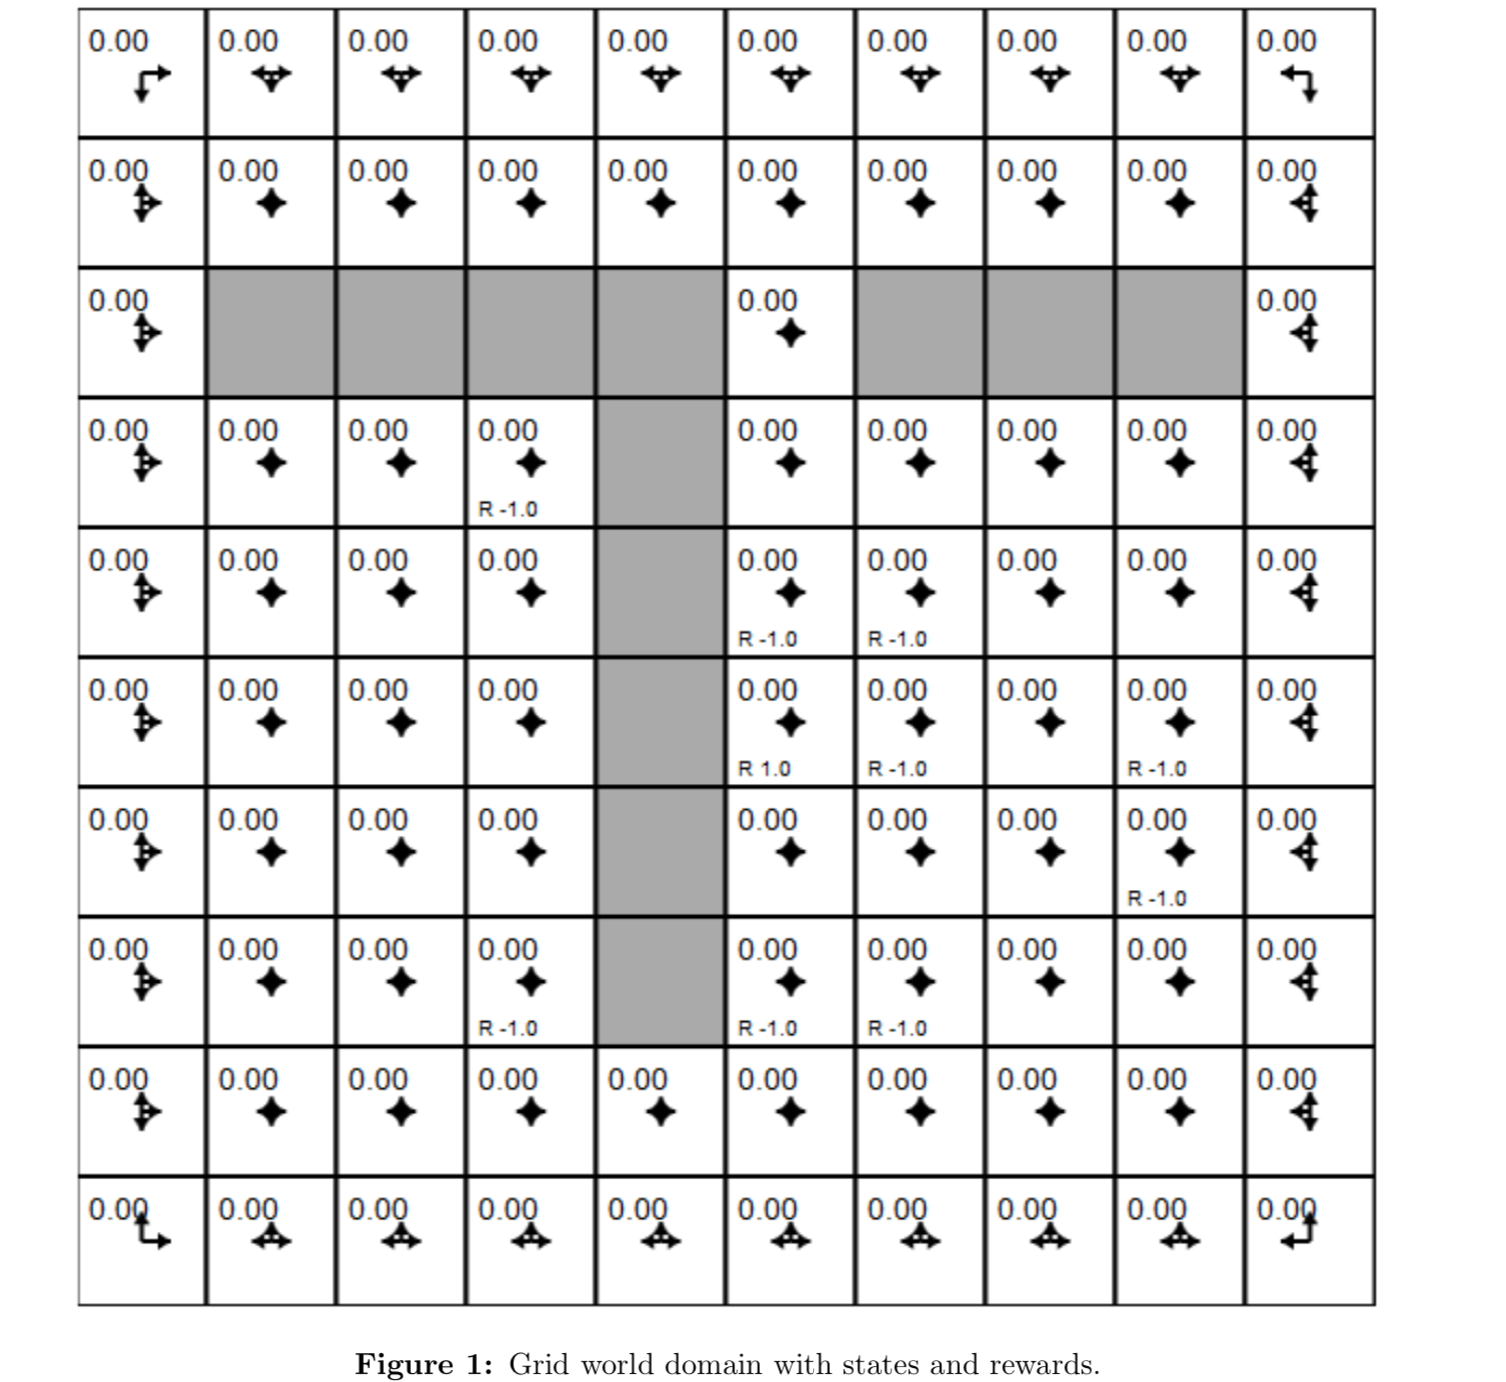 0.00 0.00 0.00 0.00 0.00 0.00 0.00 0.00 0.00 0.00
0.00 0.00 0.00 0.00 0.00 0.00 0.00 0.00 0.00 0.00
0.00 0.00 0.00
0.00 0.00 0.00 0.00 0.00 0.00 0.00 0.00 0.00
R -1.0
0.00 0.00 0.00 0.00 0.00 0.00 0.00 0.00 0.00
R -1.0 R -1.0
0.00 0.00 0.00 0.00 0.00 0.00 0.00 0.00 0.00
R 1.0 R -1.0 R -1.0
0.00 0.00 0.00 0.00 0.00 0.00 0.00 0.00 0.00
R -1.0
0.00 0.00 0.00 0.00 0.00 0.00 0.00 0.00 0.00
R -1.0 R -1.0 R -1.0
0.00 0.00 0.00 0.00 0.00 0.00 0.00 0.00 0.00 0.00
0.00 0.00 0.00 0.00 0.00 0.00 0.00 0.00 0.00 0.00
Figure 1: Grid world domain with states and rewards.